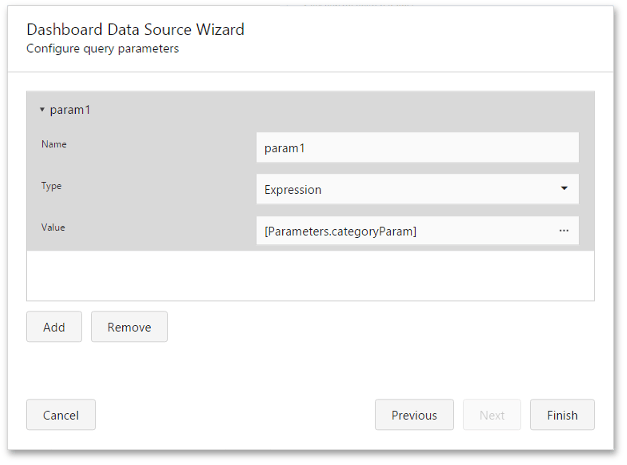 Dashboard Data Source Wizard
Configure query parameters
param1
Name param1
Type Expression
Value [Parameters.categoryParam] ...
Add Remove
Cancel Previous Next Finish